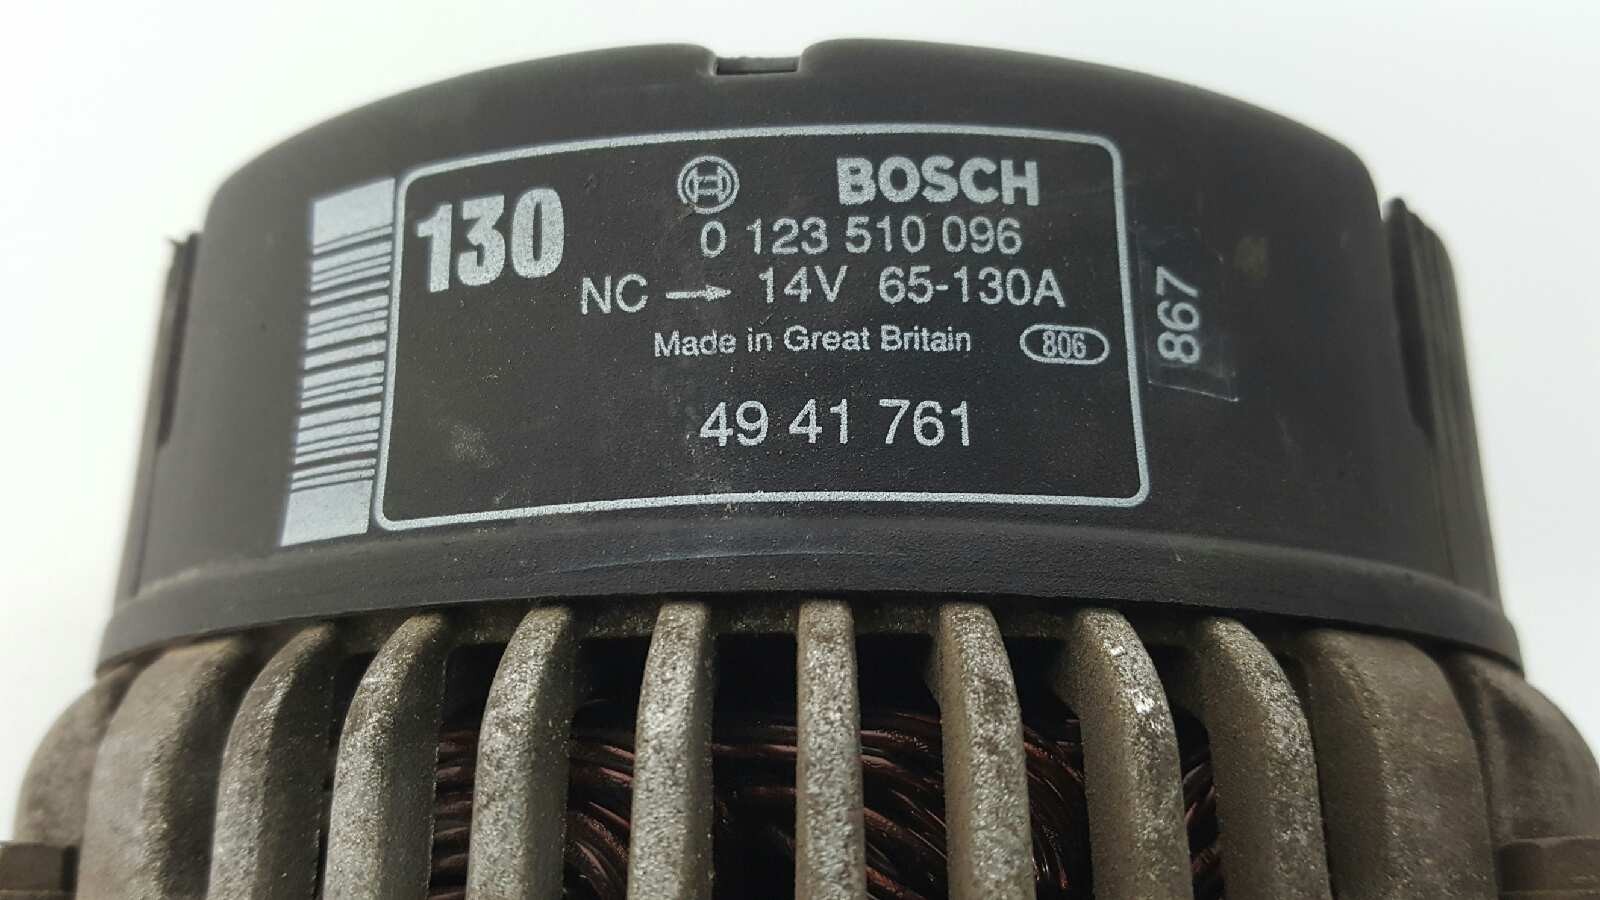 130
BOSCH
0 123 510 096
NC → 14V 65-130A
Made in Great Britain 806
49 41 761
867